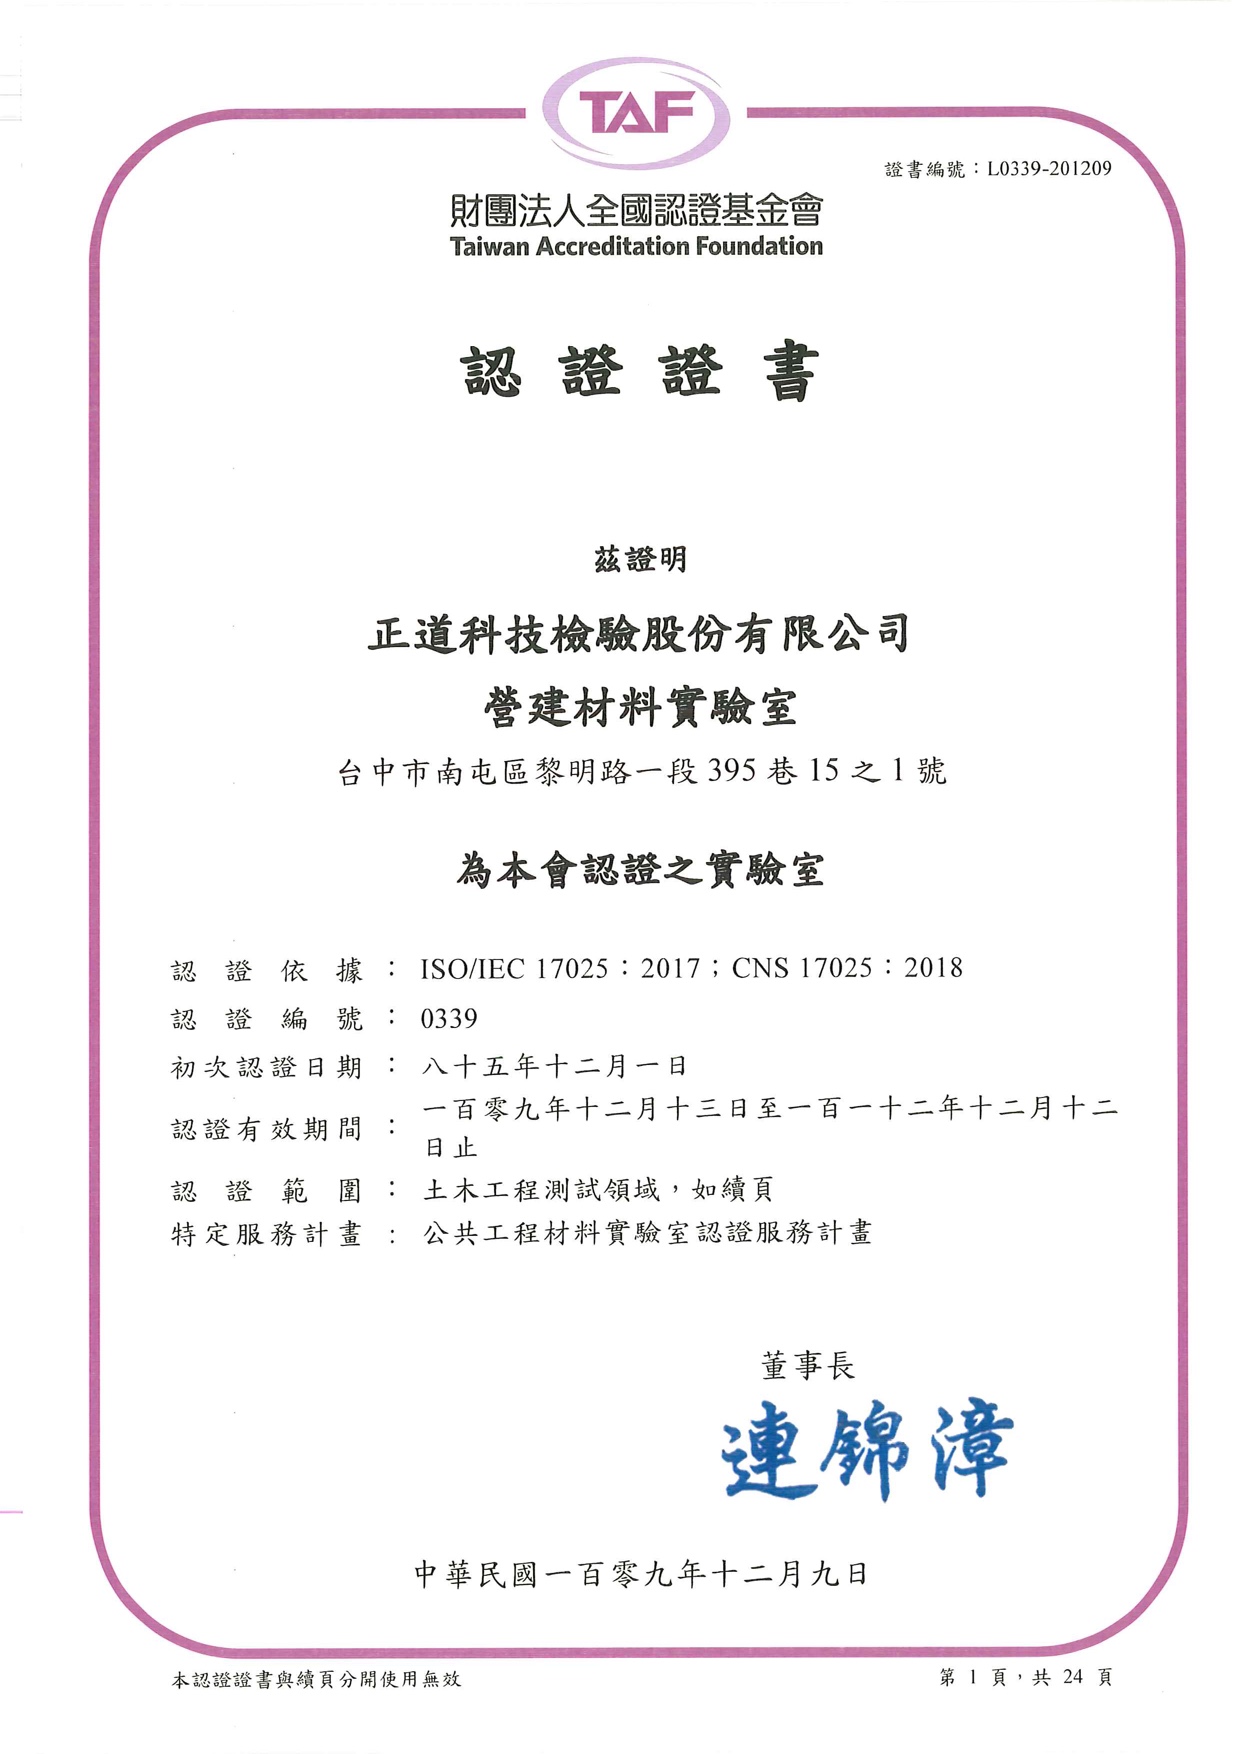 TAF
證書編號：L0339-201209
財團法人全國認證基金會
Taiwan Accreditation Foundation
認證證書
茲證明
正道科技檢驗股份有限公司
營建材料實驗室
台中市南屯區黎明路一段 395 巷 15 之 1 號
為本會認證之實驗室
認證依據：ISO/IEC 17025：2017；CNS 17025：2018
認證編號：0339
初次認證日期：八十五年十二月一日
認證有效期間：一百零九年十二月十三日至一百一十二年十二月十二
日止
認證範圍：土木工程測試領域，如續頁
特定服務計畫：公共工程材料實驗室認證服務計畫
董事長
連錦漳
中華民國一百零九年十二月九日
本認證證書與續頁分開使用無效
第 1 頁，共 24 頁